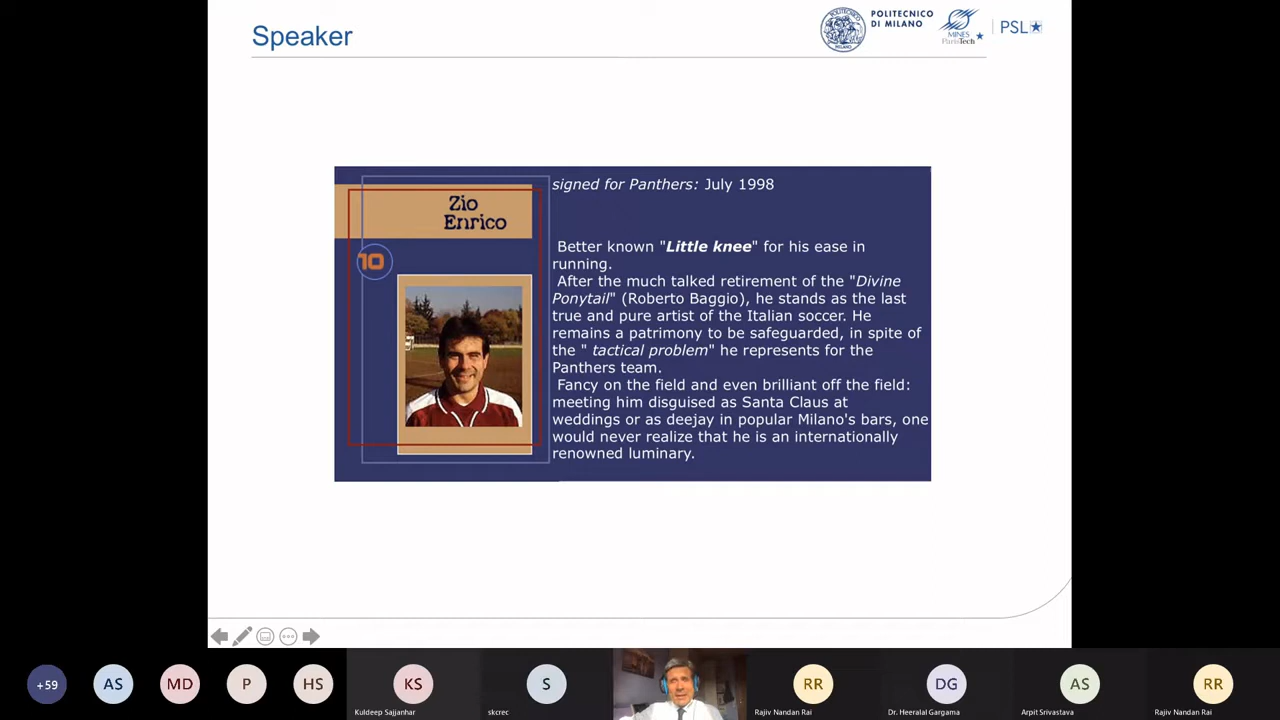 Speaker
POLITECNICO
DI MILANO
MINES
ParisTech
PSL
Zio
Enrico
10
signed for Panthers: July 1998
Better known "Little knee" for his ease in
running.
After the much talked retirement of the "Divine
Ponytail" (Roberto Baggio), he stands as the last
true and pure artist of the Italian soccer. He
remains a patrimony to be safeguarded, in spite of
the " tactical problem" he represents for the
Panthers team.
Fancy on the field and even brilliant off the field:
meeting him disguised as Santa Claus at
weddings or as deejay in popular Milano's bars, one
would never realize that he is an internationally
renowned luminary.
+59
AS
MD
P
HS
KS
S
RR
DG
AS
RR
Kuldeep Sajjanhar
skcrec
Rajiv Nandan Rai
Dr. Heeralal Gargama
Arpit Srivastava
Rajiv Nandan Rai